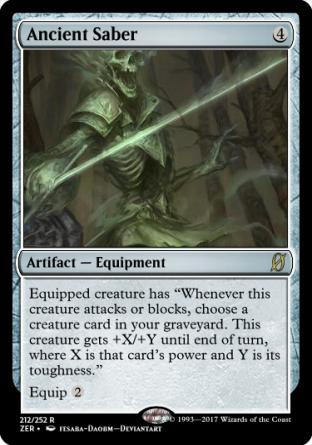 Ancient Saber 4
Artifact — Equipment
Equipped creature has “Whenever this
creature attacks or blocks, choose a
creature card in your graveyard. This
creature gets +X/+Y until end of turn,
where X is that card’s power and Y is its
toughness.”
Equip 2
212/252 R
™ & © 1993—2017 Wizards of the Coast
ZER • FESABA-DAOBM—DEVIANTART